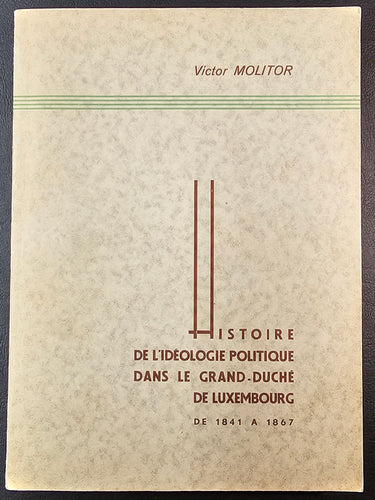 Victor MOLITOR
HISTOIRE
DE L'IDÉOLOGIE POLITIQUE
DANS LE GRAND-DUCHÉ
DE LUXEMBOURG
DE 1841 A 1867